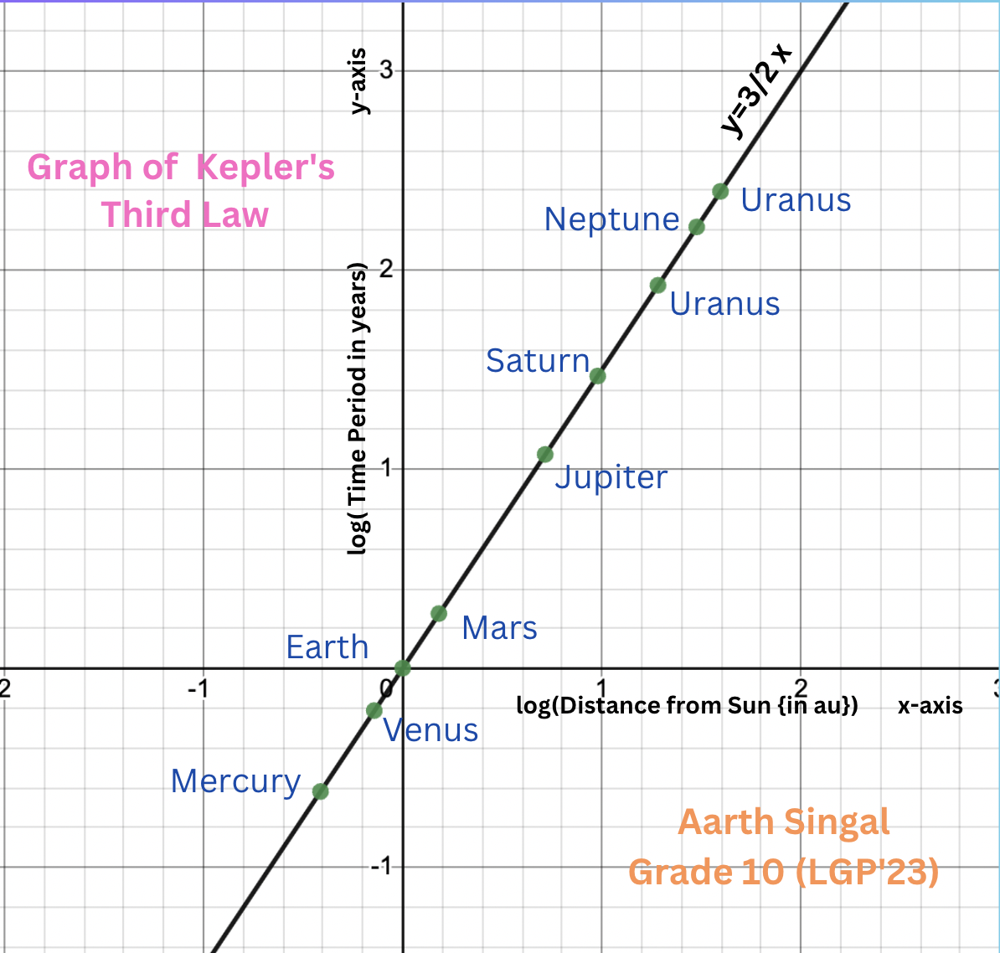 y-axis
3
y=3/2 x
Graph of Kepler's
Third Law
Uranus
Neptune
2
Uranus
log( Time Period in years)
Saturn
1
Jupiter
Mars
Earth
2
-1
0
1
2
3
log(Distance from Sun {in au})
x-axis
Venus
Mercury
Aarth Singal
Grade 10 (LGP'23)
-1